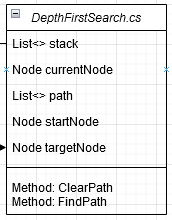 DepthFirstSearch.cs
List<> stack
Node currentNode
List<> path
Node startNode
Node targetNode
Method: ClearPath
Method: FindPath